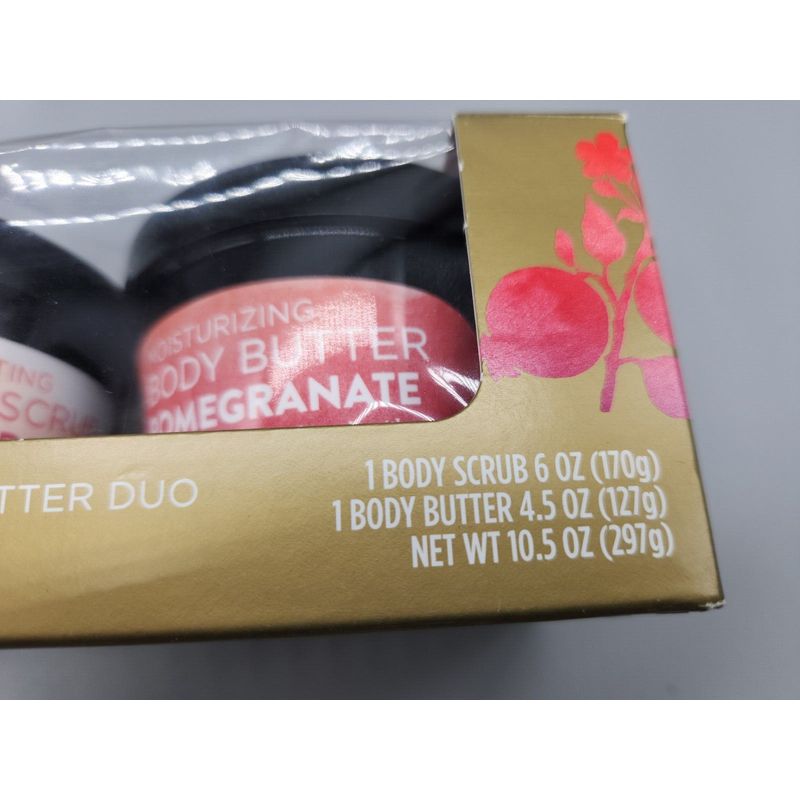 MOISTURIZING
BODY BUTTER
POMEGRANATE
SCRUB
DUO
1 BODY SCRUB 6 OZ (170g)
1 BODY BUTTER 4.5 OZ (127g)
NET WT 10.5 OZ (297g)